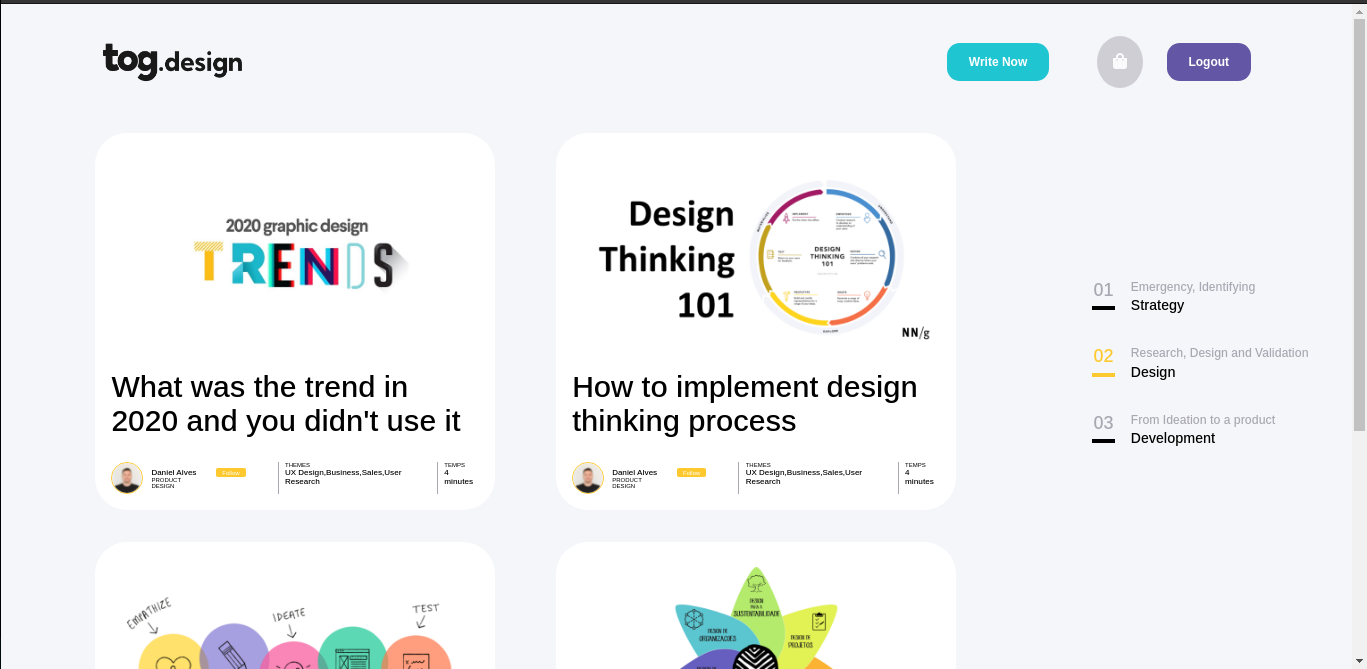 tog.design
Write Now
Logout
2020 graphic design
TRENDS
What was the trend in
2020 and you didn't use it
Daniel Alves
PRODUCT
DESIGN
Follow
THEMES
UX Design,Business,Sales,User
Research
TEMPS
4
minutes
Design
Thinking
101
DESIGN
THINKING
101
NN/g
How to implement design
thinking process
Daniel Alves
PRODUCT
DESIGN
Follow
THEMES
UX Design,Business,Sales,User
Research
TEMPS
4
minutes
01
Emergency, Identifying
Strategy
02
Research, Design and Validation
Design
03
From Ideation to a product
Development
EMPATHIZE
IDEATE
TEST
DESIGN
PARA A
SUSTENTABILIDADE
DESIGN EM
ORGANIZAÇÕES
DESIGN EM
PROJETOS